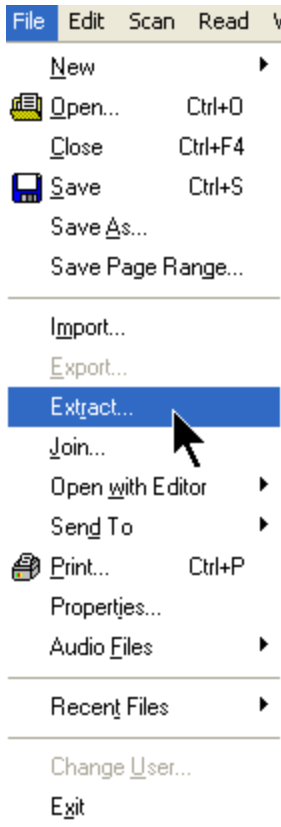 File Edit Scan Read
New
Open... Ctrl+O
Close Ctrl+F4
Save Ctrl+S
Save As...
Save Page Range...
Import...
Export...
Extract...
Join...
Open with Editor
Send To
Print... Ctrl+P
Properties...
Audio Files
Recent Files
Change User...
Exit